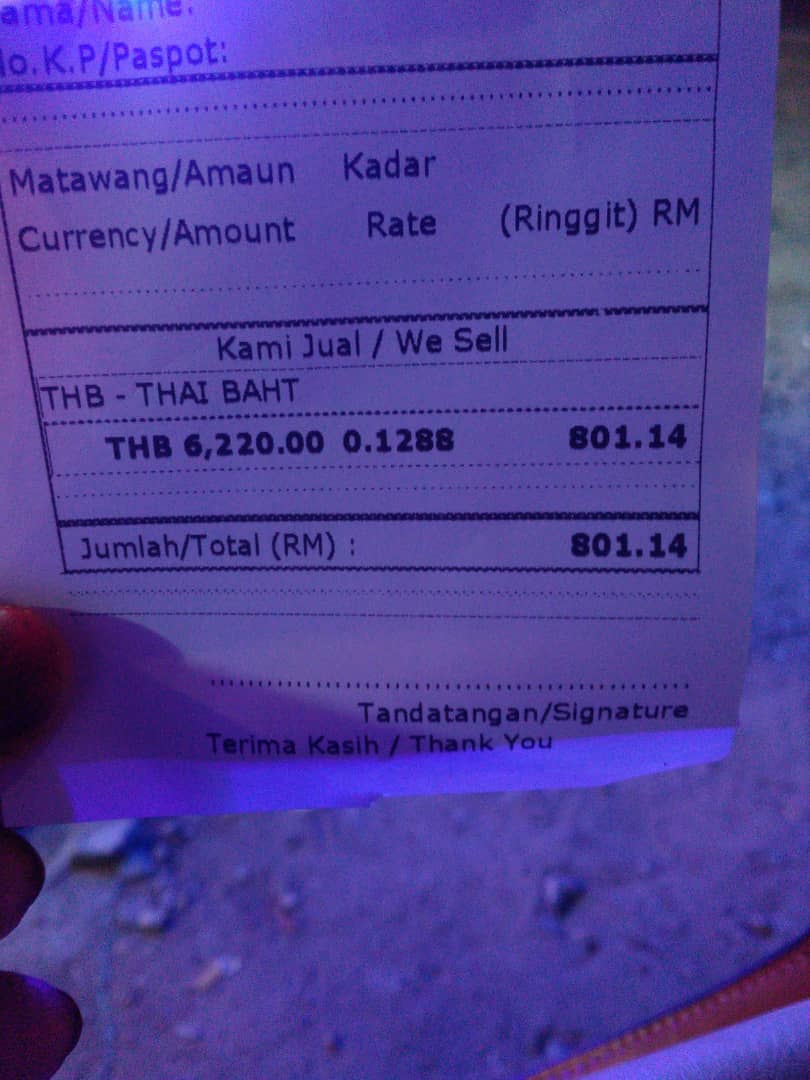 ama/Name:
o.K.P/Paspot:
Matawang/Amaun Kadar
Currency/Amount Rate (Ringgit) RM
Kami Jual / We Sell
THB - THAI BAHT
THB 6,220.00 0.1288 801.14
Jumlah/Total (RM) : 801.14
Tandatangan/Signature
Terima Kasih / Thank You